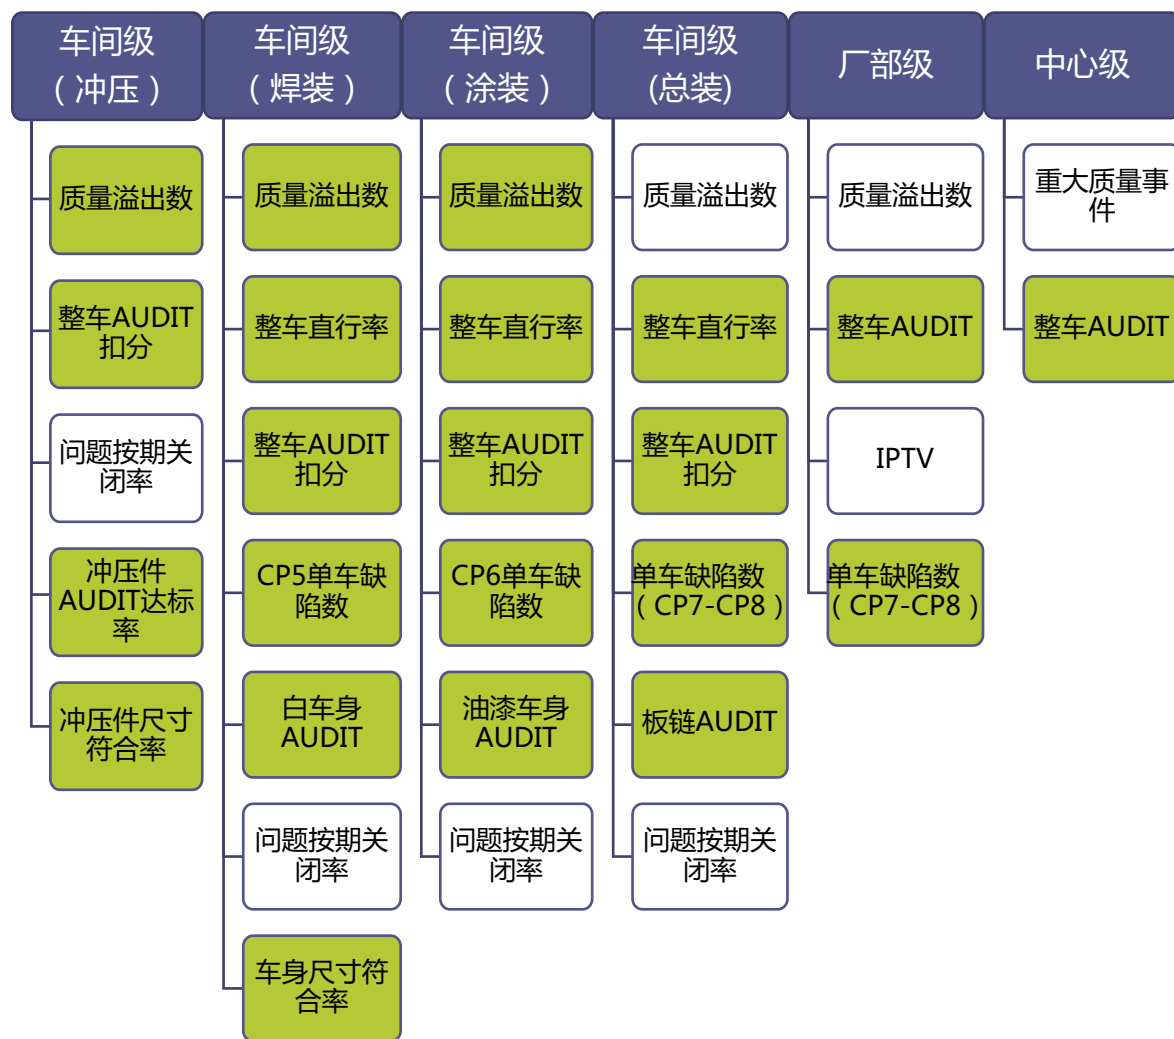 车间级
（冲压）
质量溢出数
整车AUDIT
扣分
问题按期关
闭率
冲压件
AUDIT达标
率
冲压件尺寸
符合率
车间级
（焊装）
质量溢出数
整车直行率
整车AUDIT
扣分
CP5单车缺
陷数
白车身
AUDIT
问题按期关
闭率
车身尺寸符
合率
车间级
（涂装）
质量溢出数
整车直行率
整车AUDIT
扣分
CP6单车缺
陷数
油漆车身
AUDIT
问题按期关
闭率
车间级
(总装)
质量溢出数
整车直行率
整车AUDIT
扣分
单车缺陷数
（CP7-CP8）
板链AUDIT
问题按期关
闭率
厂部级
质量溢出数
整车AUDIT
IPTV
单车缺陷数
（CP7-CP8）
中心级
重大质量事
件
整车AUDIT